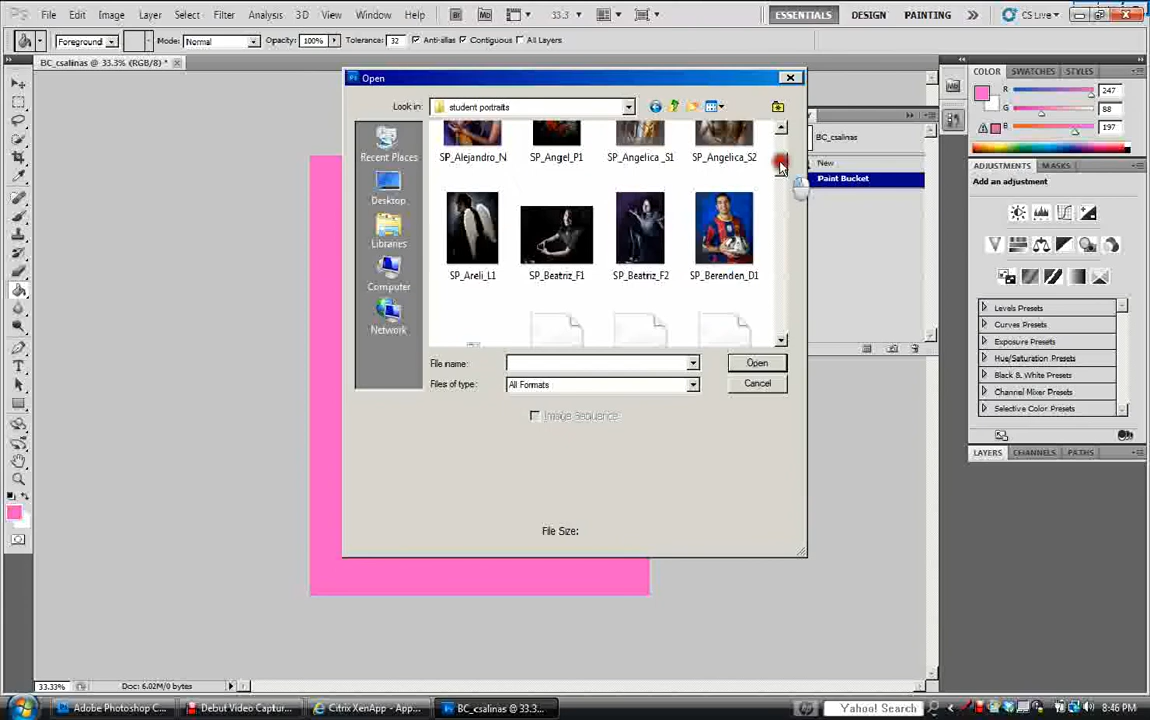 Ps File Edit Image Layer Select Filter Analysis 3D View Window Help Br Mb 33.3 ESSENTIALS DESIGN PAINTING CS Live
Foreground Mode: Normal Opacity: 100% Tolerance: 32 Anti-alias Contiguous All Layers
BC_csalinas @ 33.3% (RGB/8) *
Open
Look in: student portraits
Recent Places
Desktop
Libraries
Computer
Network
SP_Alejandro_N SP_Angel_P1 SP_Angelica_S1 SP_Angelica_S2
SP_Areli_L1 SP_Beatriz_F1 SP_Beatriz_F2 SP_Berenden_D1
File name: Open
Files of type: All Formats Cancel
Image Sequence
File Size:
BC_csalinas
New
Paint Bucket
COLOR SWATCHES STYLES
R 247
G 88
B 197
ADJUSTMENTS MASKS
Add an adjustment
Levels Presets
Curves Presets
Exposure Presets
Hue/Saturation Presets
Black & White Presets
Channel Mixer Presets
Selective Color Presets
LAYERS CHANNELS PATHS
33.33% Doc: 6.02M/0 bytes
Adobe Photoshop C... Debut Video Captur... Citrix XenApp - App... BC_csalinas @ 33.3... Yahoo! Search 8:46 PM